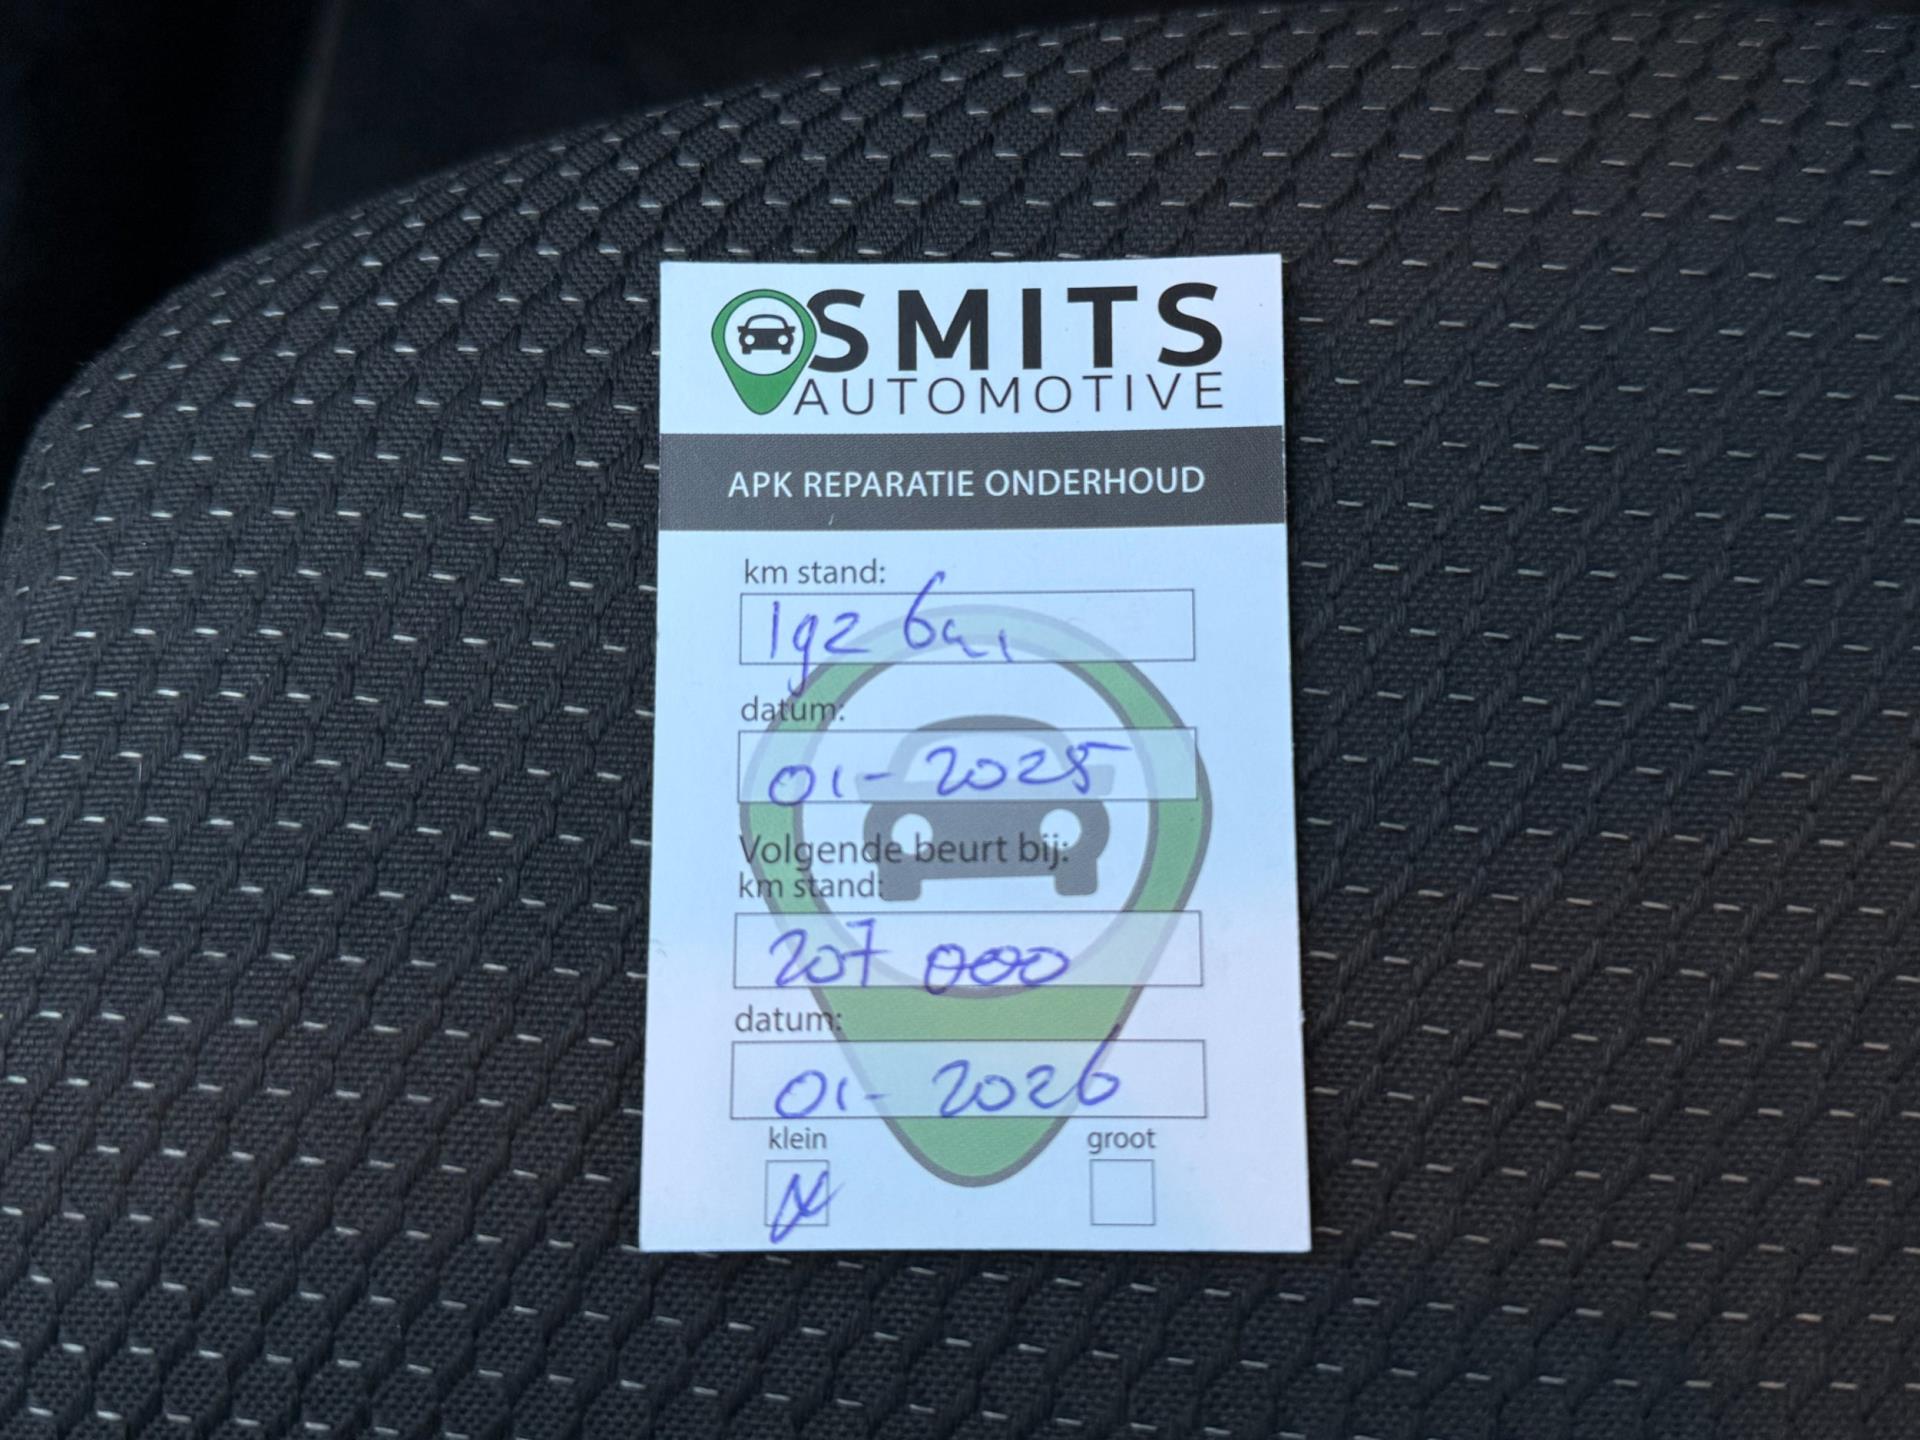 SMITS
AUTOMOTIVE
APK REPARATIE ONDERHOUD
km stand:
192
datum:
01-2025
Volgende beurt bij:
km stand:
207 000
datum:
01-2026
klein groot